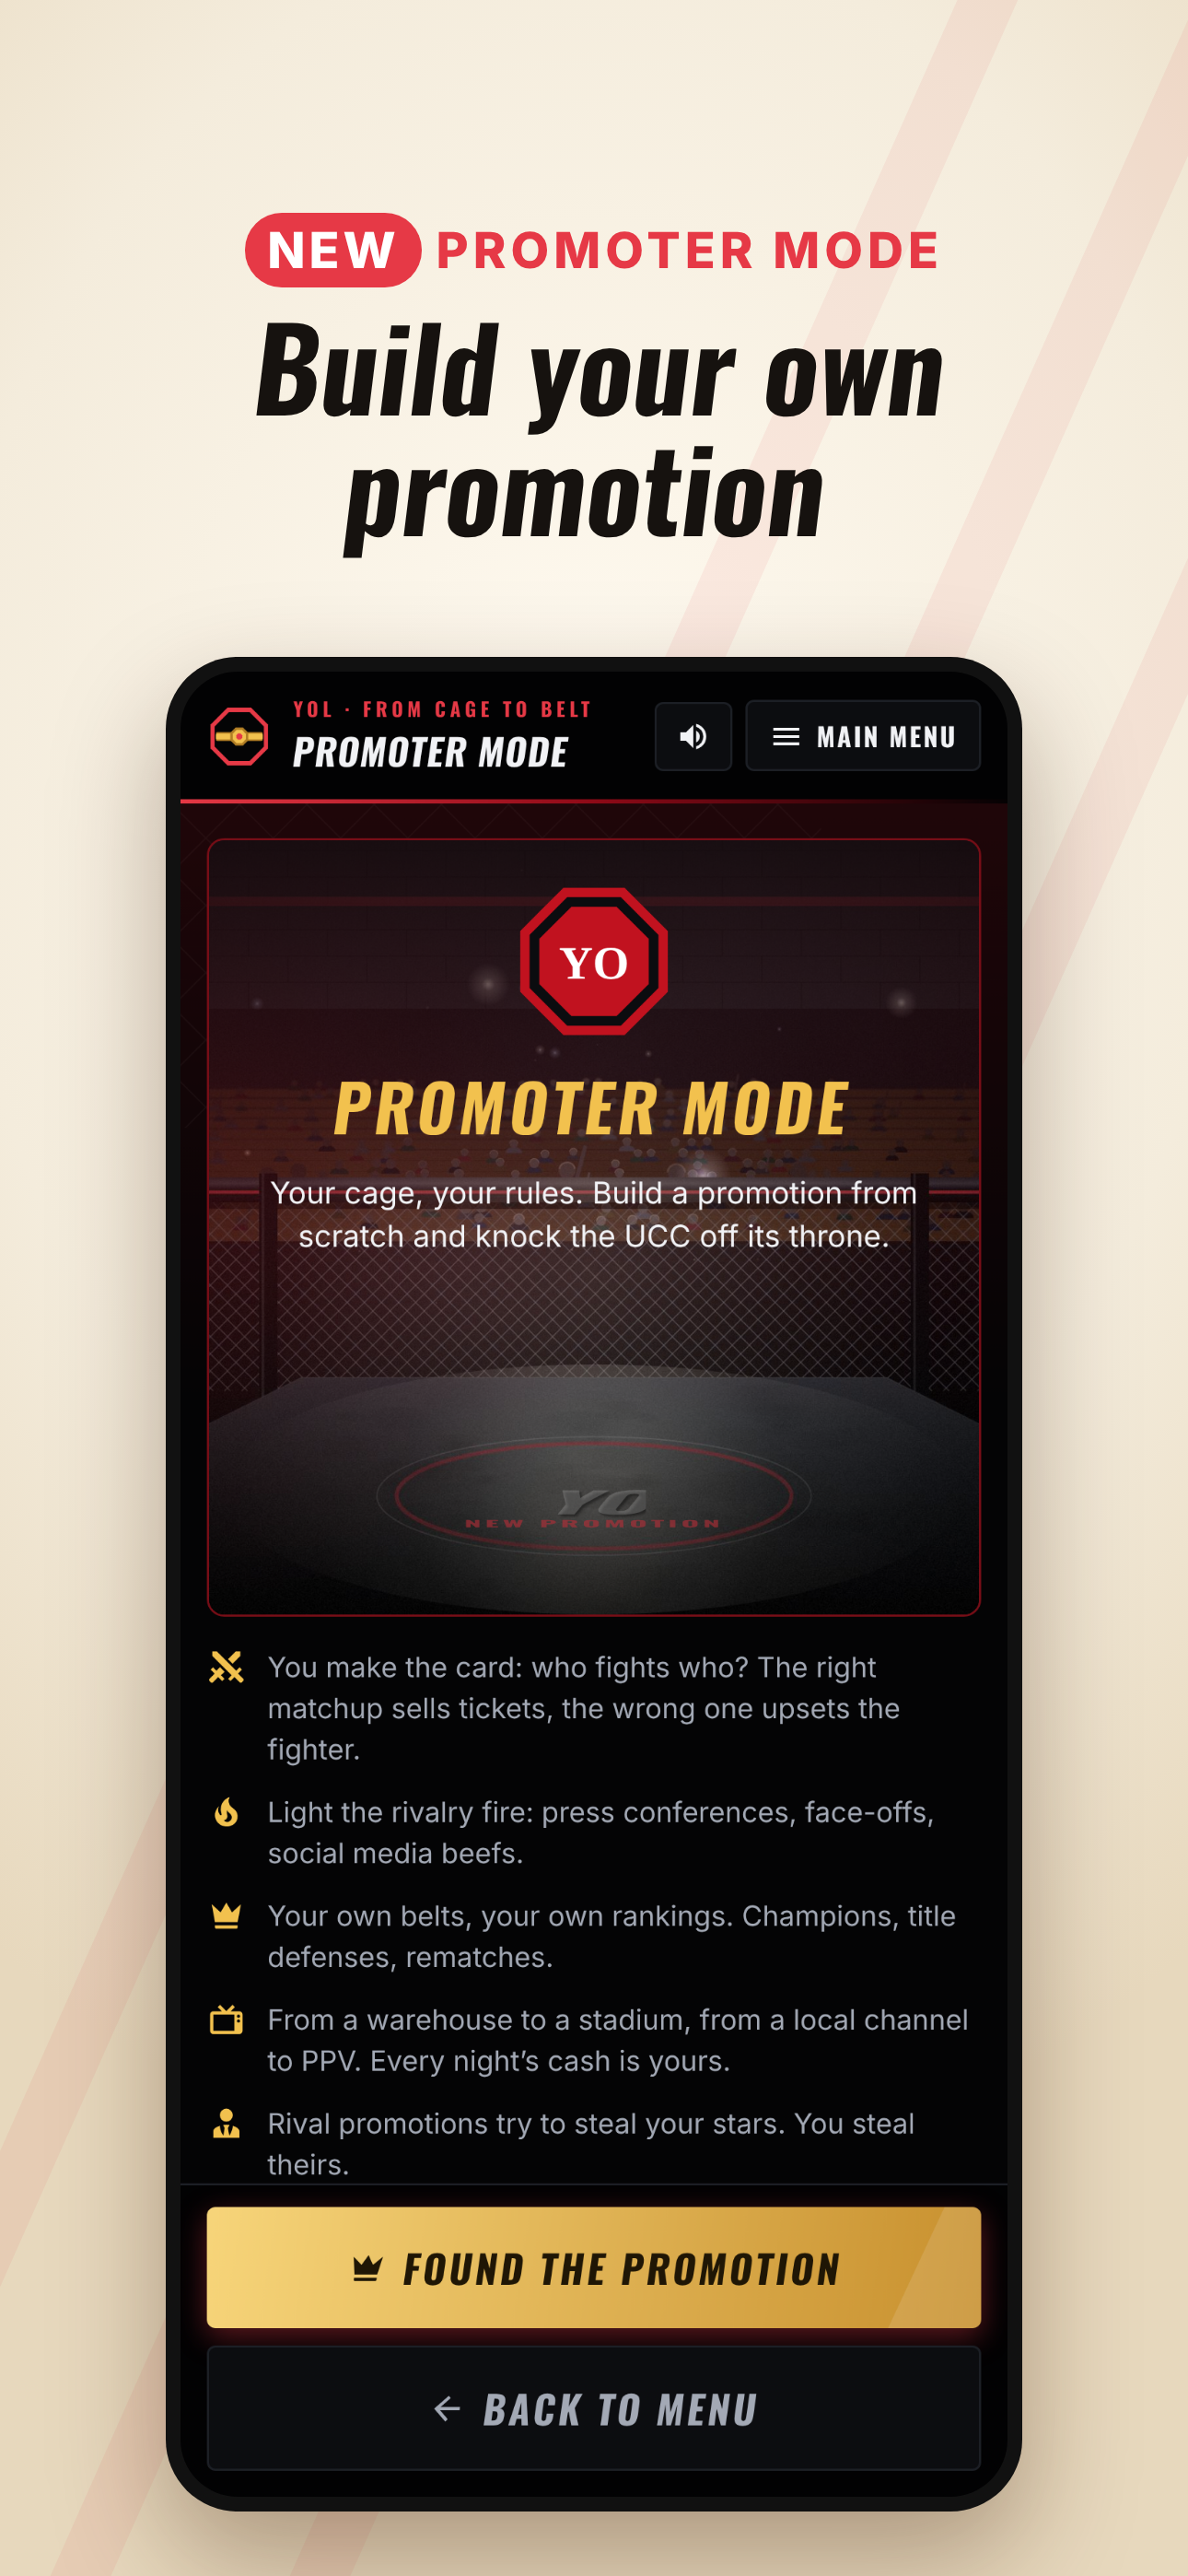 NEW PROMOTER MODE
Build your own
promotion
YOL · FROM CAGE TO BELT
PROMOTER MODE
MAIN MENU
YO
PROMOTER MODE
Your cage, your rules. Build a promotion from
scratch and knock the UCC off its throne.
YO
NEW PROMOTION
You make the card: who fights who? The right
matchup sells tickets, the wrong one upsets the
fighter.
Light the rivalry fire: press conferences, face-offs,
social media beefs.
Your own belts, your own rankings. Champions, title
defenses, rematches.
From a warehouse to a stadium, from a local channel
to PPV. Every night’s cash is yours.
Rival promotions try to steal your stars. You steal
theirs.
FOUND THE PROMOTION
BACK TO MENU